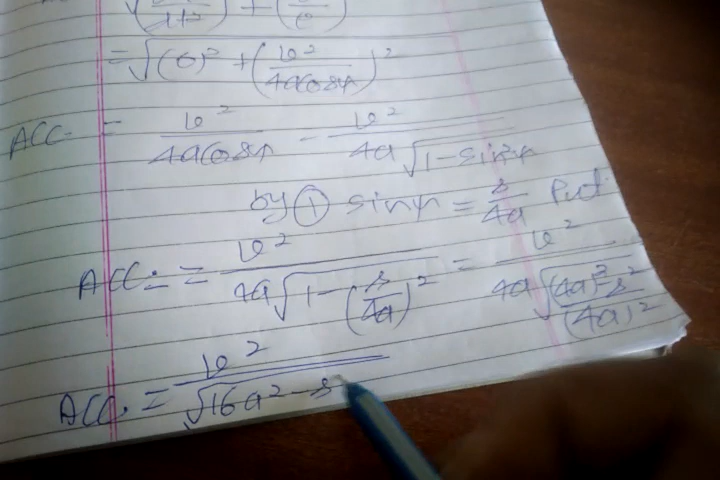 = √(0)² + (v²/4acosψ)²
Acc. = v²/4acosψ - v²/4a√1-sin²ψ
by ① sinψ = s/4a Put
Acc. = v²/4a√1-(s/4a)² = v²/4a√(4a)²-s²/(4a)²
Acc. = v²/√16a²-s